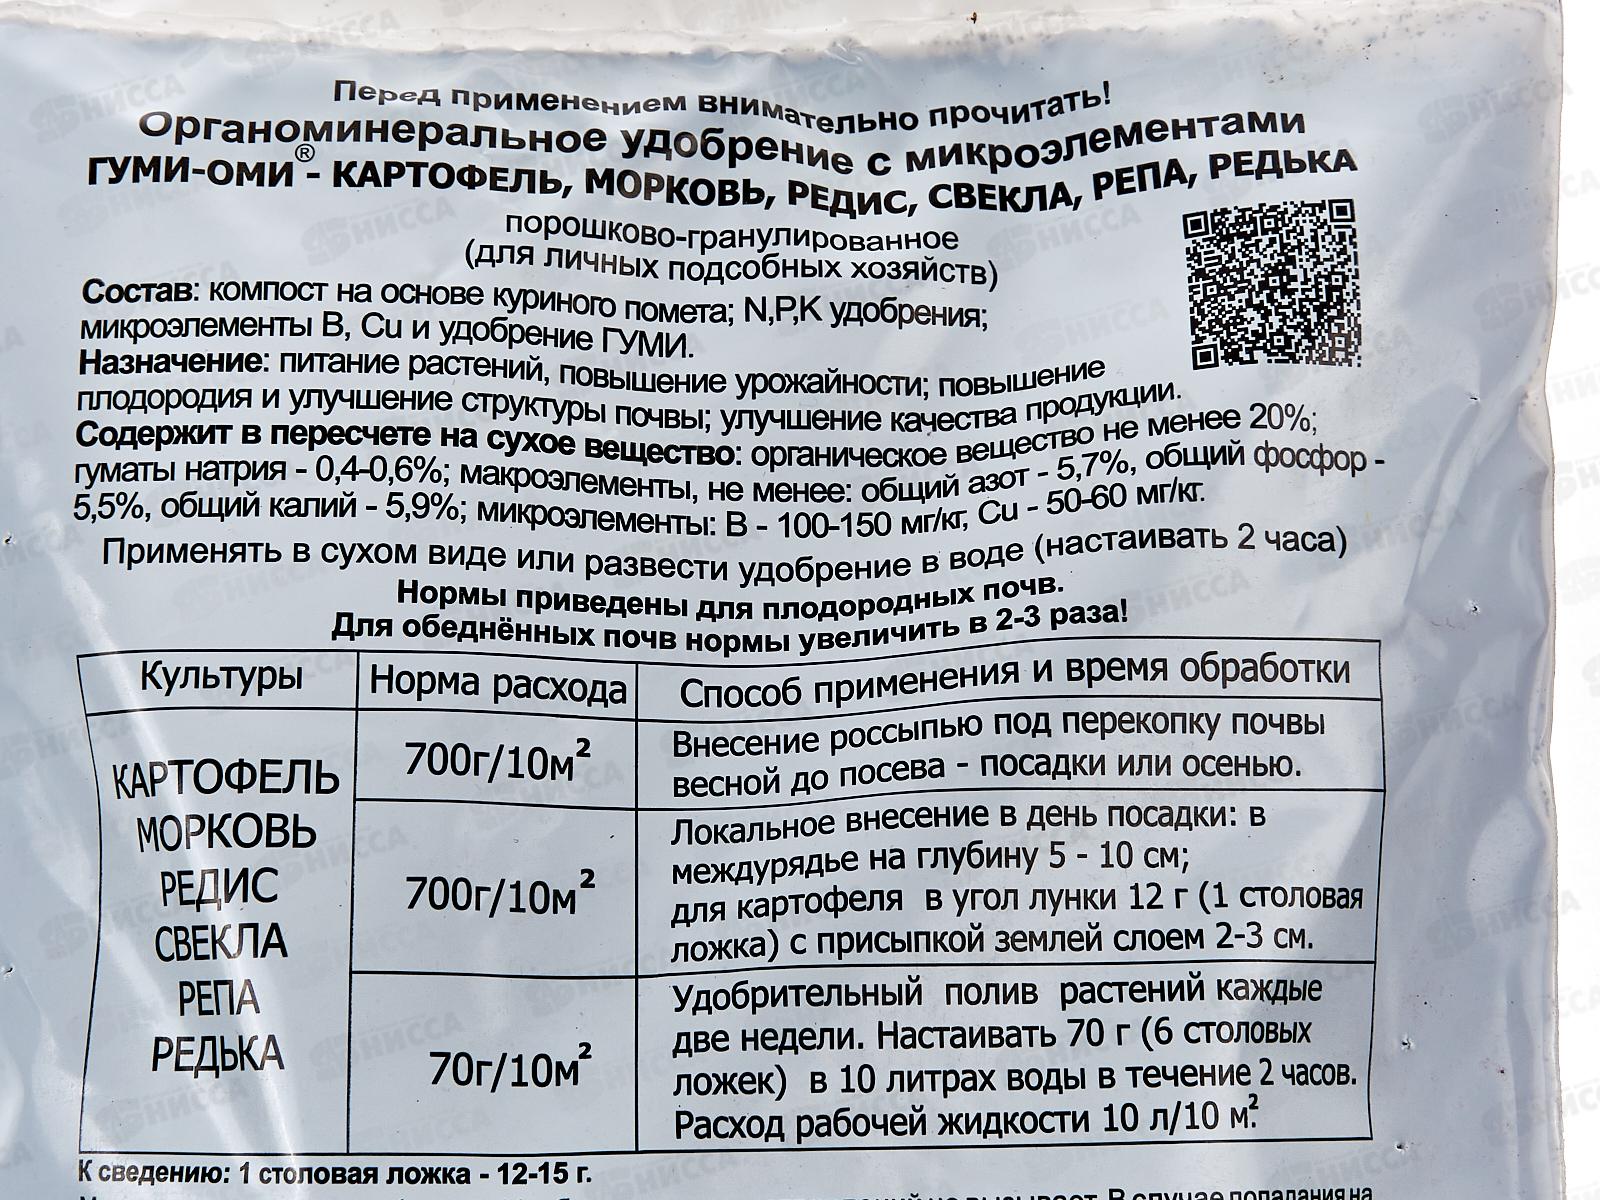 Перед применением внимательно прочитать!
Органоминеральное удобрение с микроэлементами
ГУМИ-ОМИ® - КАРТОФЕЛЬ, МОРКОВЬ, РЕДИС, СВЕКЛА, РЕПА, РЕДЬКА
порошково-гранулированное
(для личных подсобных хозяйств)
Состав: компост на основе куриного помета; N,P,K удобрения;
микроэлементы B, Cu и удобрение ГУМИ.
Назначение: питание растений, повышение урожайности; повышение
плодородия и улучшение структуры почвы; улучшение качества продукции.
Содержит в пересчете на сухое вещество: органическое вещество не менее 20%;
гуматы натрия - 0,4-0,6%; макроэлементы, не менее: общий азот - 5,7%, общий фосфор -
5,5%, общий калий - 5,9%; микроэлементы: B - 100-150 мг/кг, Cu - 50-60 мг/кг.
Применять в сухом виде или развести удобрение в воде (настаивать 2 часа)
Нормы приведены для плодородных почв.
Для обеднённых почв нормы увеличить в 2-3 раза!
Культуры Норма расхода Способ применения и время обработки
КАРТОФЕЛЬ
МОРКОВЬ
РЕДИС
СВЕКЛА
РЕПА
РЕДЬКА
700г/10м²
Внесение россыпью под перекопку почвы
весной до посева - посадки или осенью.
700г/10м²
Локальное внесение в день посадки: в
междурядье на глубину 5 - 10 см;
для картофеля в угол лунки 12 г (1 столовая
ложка) с присыпкой землей слоем 2-3 см.
70г/10м²
Удобрительный полив растений каждые
две недели. Настаивать 70 г (6 столовых
ложек) в 10 литрах воды в течение 2 часов.
Расход рабочей жидкости 10 л/10 м².
К сведению: 1 столовая ложка - 12-15 г.
не вызывает. В случае попадания на